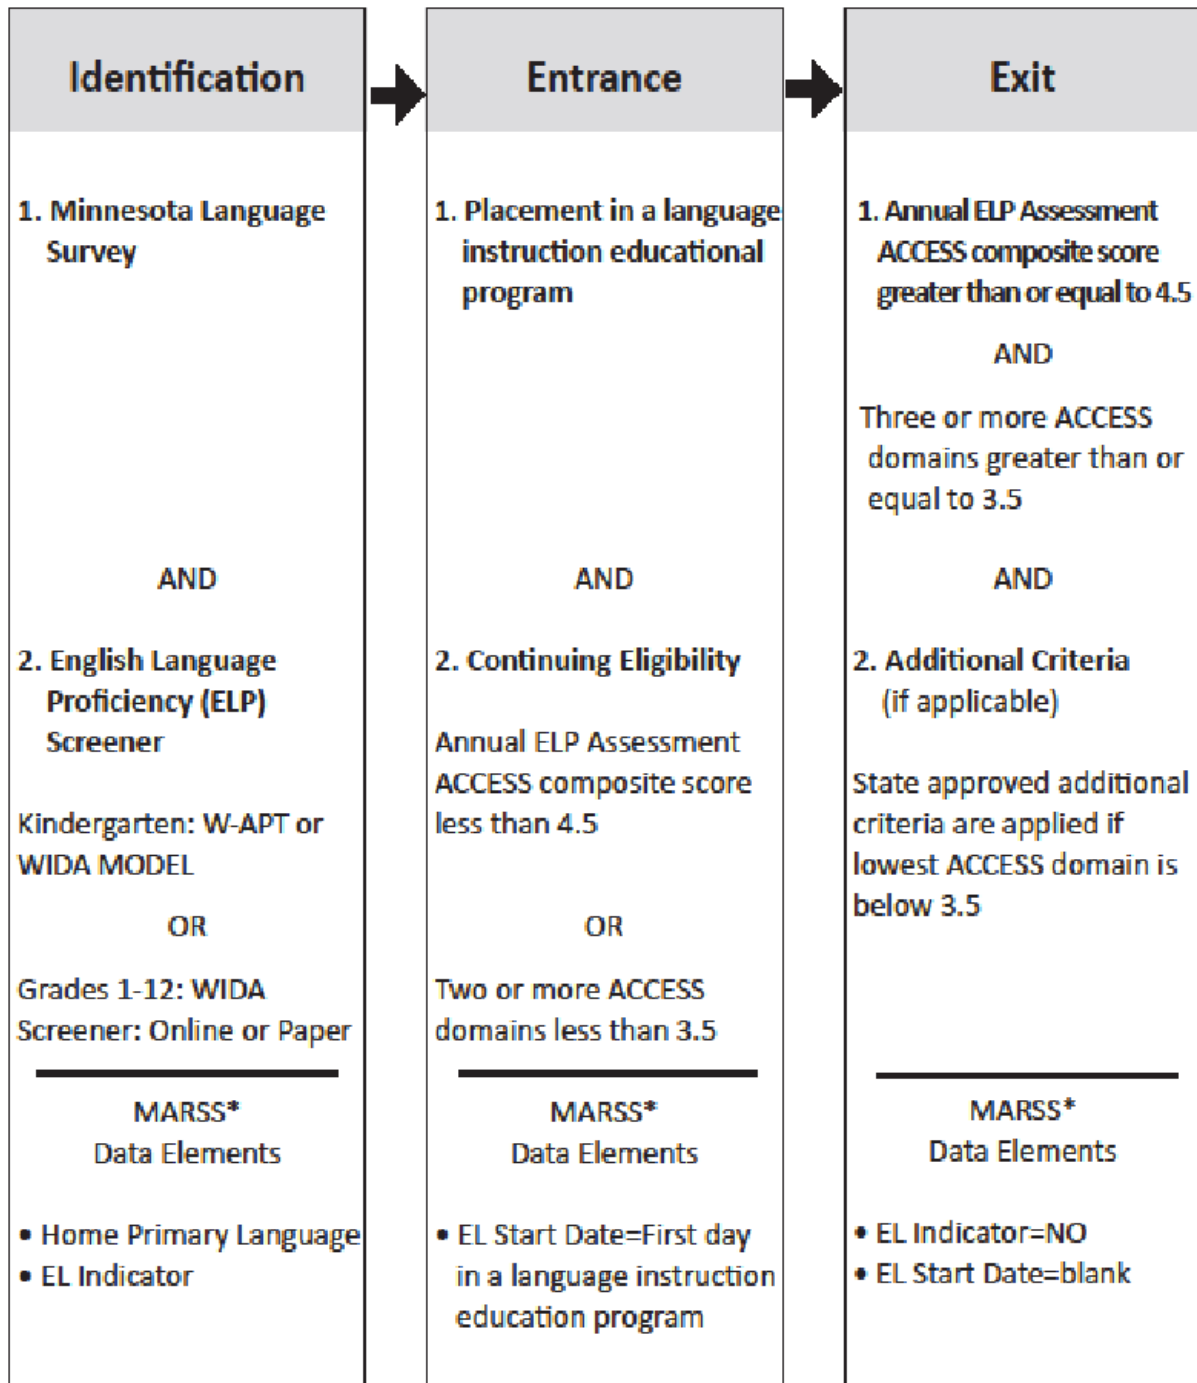 Identification
1. Minnesota Language
Survey
AND
2. English Language
Proficiency (ELP)
Screener
Kindergarten: W-APT or
WIDA MODEL
OR
Grades 1-12: WIDA
Screener: Online or Paper
MARSS*
Data Elements
• Home Primary Language
• EL Indicator
Entrance
1. Placement in a language
instruction educational
program
AND
2. Continuing Eligibility
Annual ELP Assessment
ACCESS composite score
less than 4.5
OR
Two or more ACCESS
domains less than 3.5
MARSS*
Data Elements
• EL Start Date=First day
in a language instruction
education program
Exit
1. Annual ELP Assessment
ACCESS composite score
greater than or equal to 4.5
AND
Three or more ACCESS
domains greater than or
equal to 3.5
AND
2. Additional Criteria
(if applicable)
State approved additional
criteria are applied if
lowest ACCESS domain is
below 3.5
MARSS*
Data Elements
• EL Indicator=NO
• EL Start Date=blank